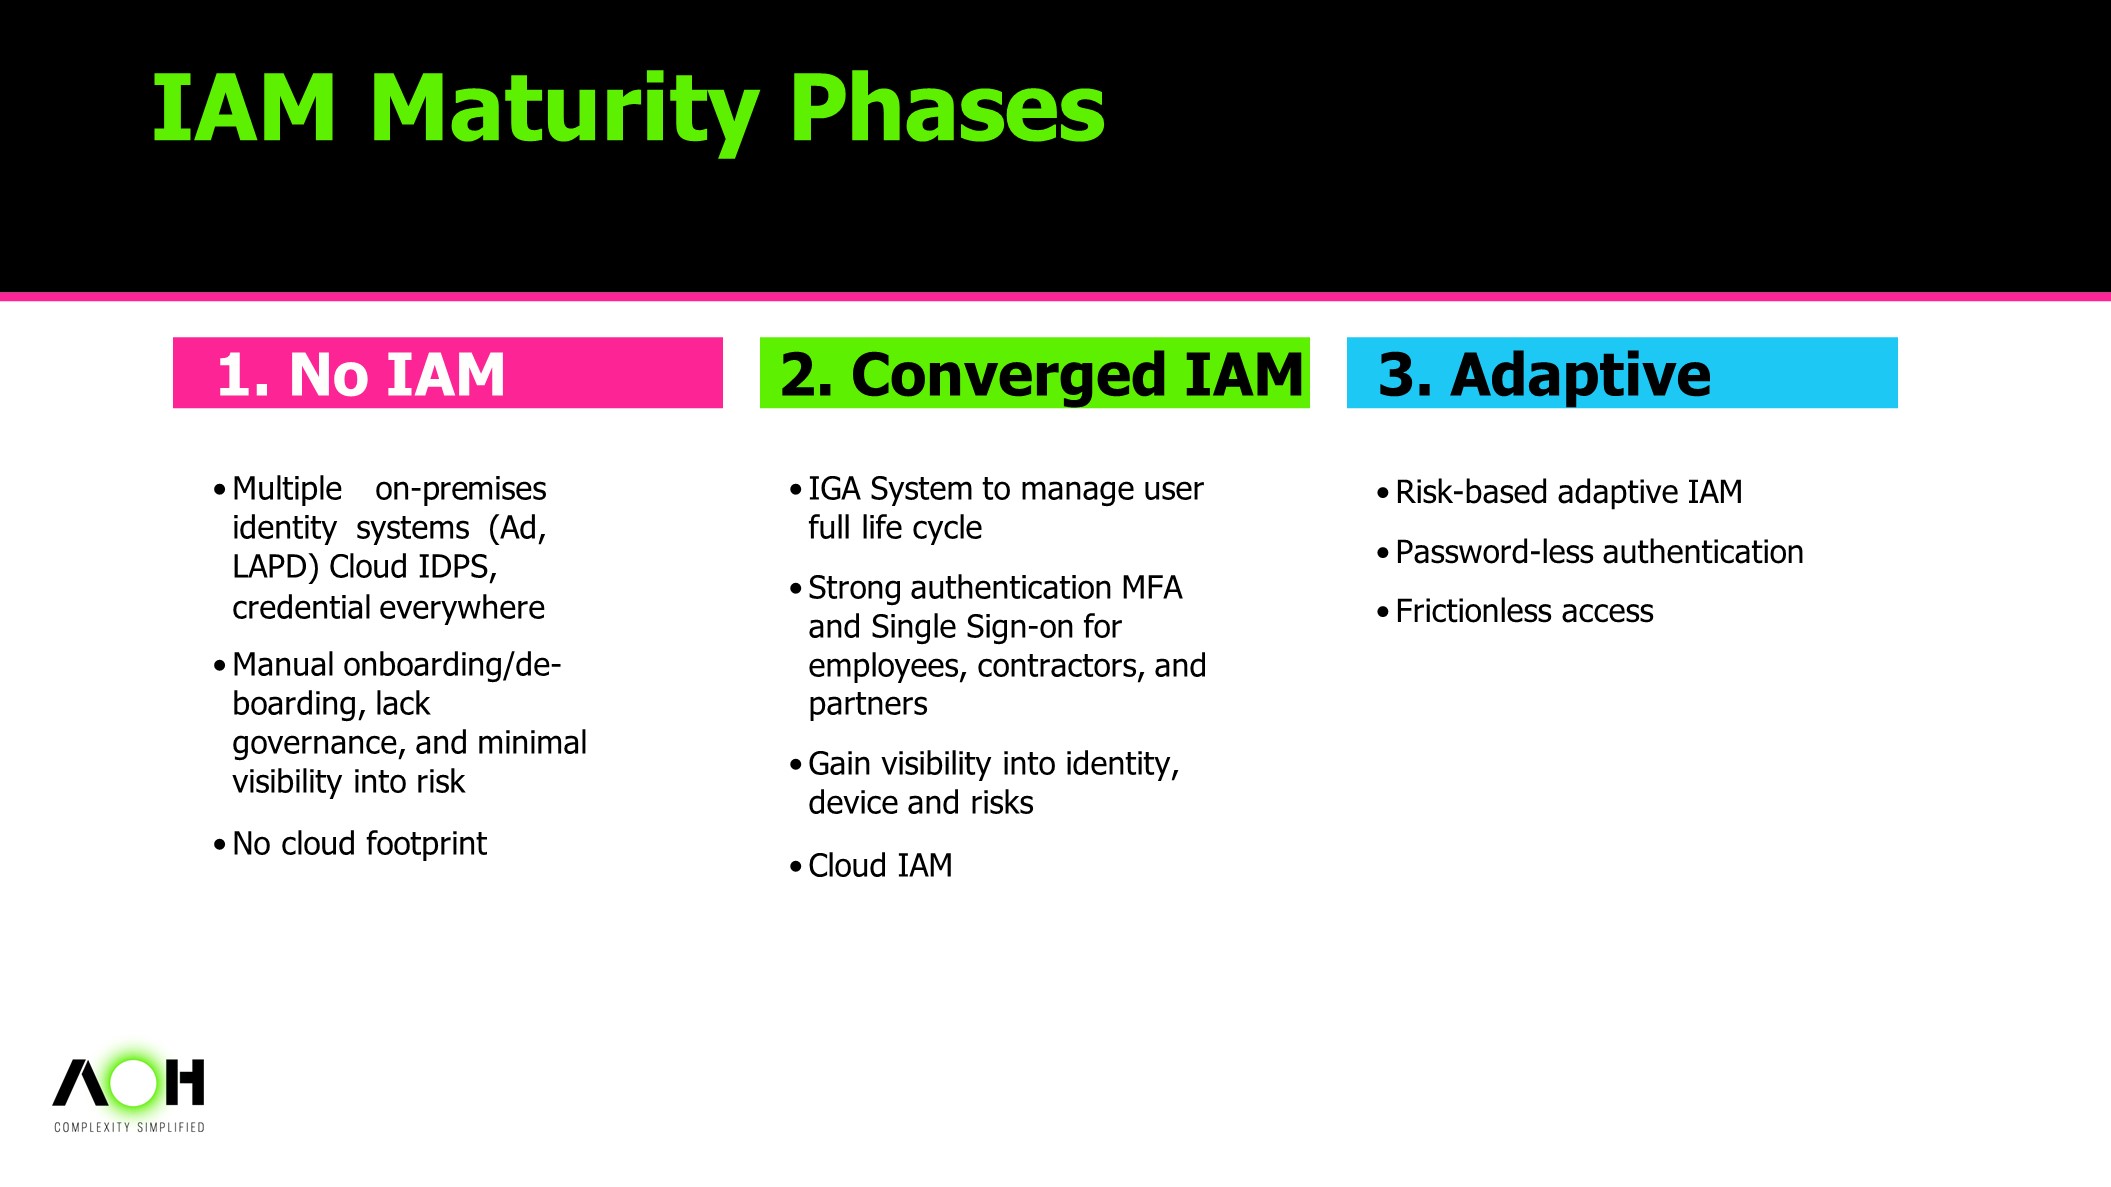 IAM Maturity Phases
1. No IAM
• Multiple on-premises
identity systems (Ad,
LAPD) Cloud IDPS,
credential everywhere
• Manual onboarding/de-
boarding, lack
governance, and minimal
visibility into risk
• No cloud footprint
2. Converged IAM
• IGA System to manage user
full life cycle
• Strong authentication MFA
and Single Sign-on for
employees, contractors, and
partners
• Gain visibility into identity,
device and risks
• Cloud IAM
3. Adaptive
• Risk-based adaptive IAM
• Password-less authentication
• Frictionless access
AOH
COMPLEXITY SIMPLIFIED